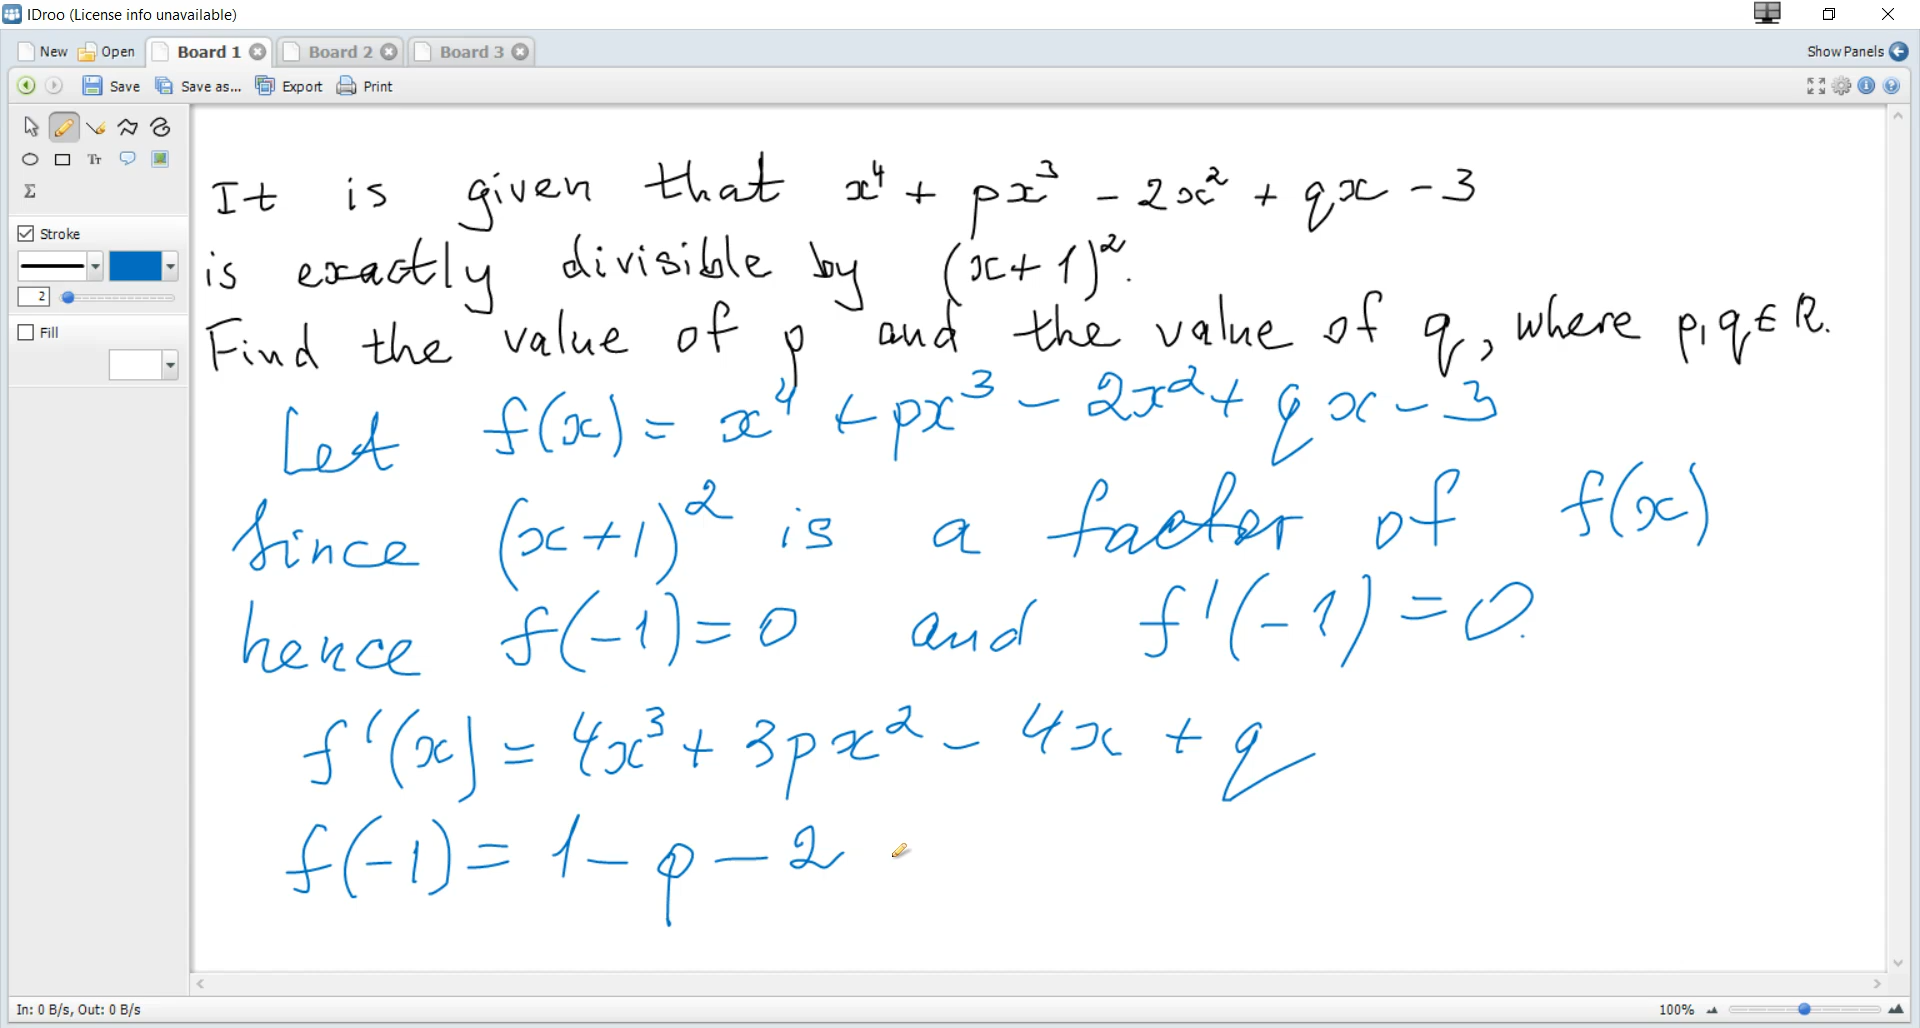 IDroo (License info unavailable)
New Open Board 1 Board 2 Board 3 Show Panels
Save Save as... Export Print
Tt
Σ
Stroke
2
Fill
It is given that x⁴ + px³ - 2x² + qx - 3
is exactly divisible by (x+1)².
Find the value of p and the value of q, where p,q ∈ R.
Let f(x) = x⁴ + px³ - 2x² + qx - 3
Since (x+1)² is a factor of f(x)
hence f(-1) = 0 and f'(-1) = 0.
f'(x) = 4x³ + 3px² - 4x + q
f(-1) = 1 - p - 2
In: 0 B/s, Out: 0 B/s 100%